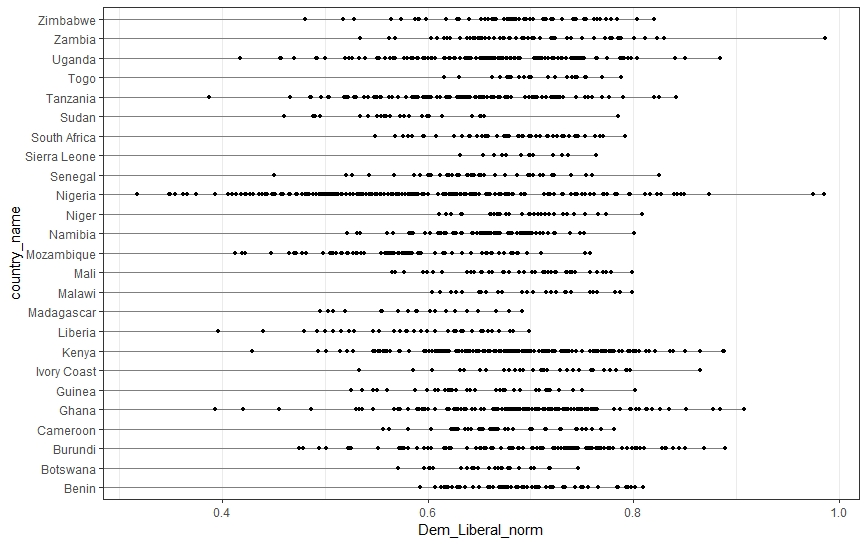 Zimbabwe
Zambia
Uganda
Togo
Tanzania
Sudan
South Africa
Sierra Leone
Senegal
Nigeria
Niger
Namibia
Mozambique
Mali
Malawi
Madagascar
Liberia
Kenya
Ivory Coast
Guinea
Ghana
Cameroon
Burundi
Botswana
Benin
country_name
0.4 0.6 0.8 1.0
Dem_Liberal_norm